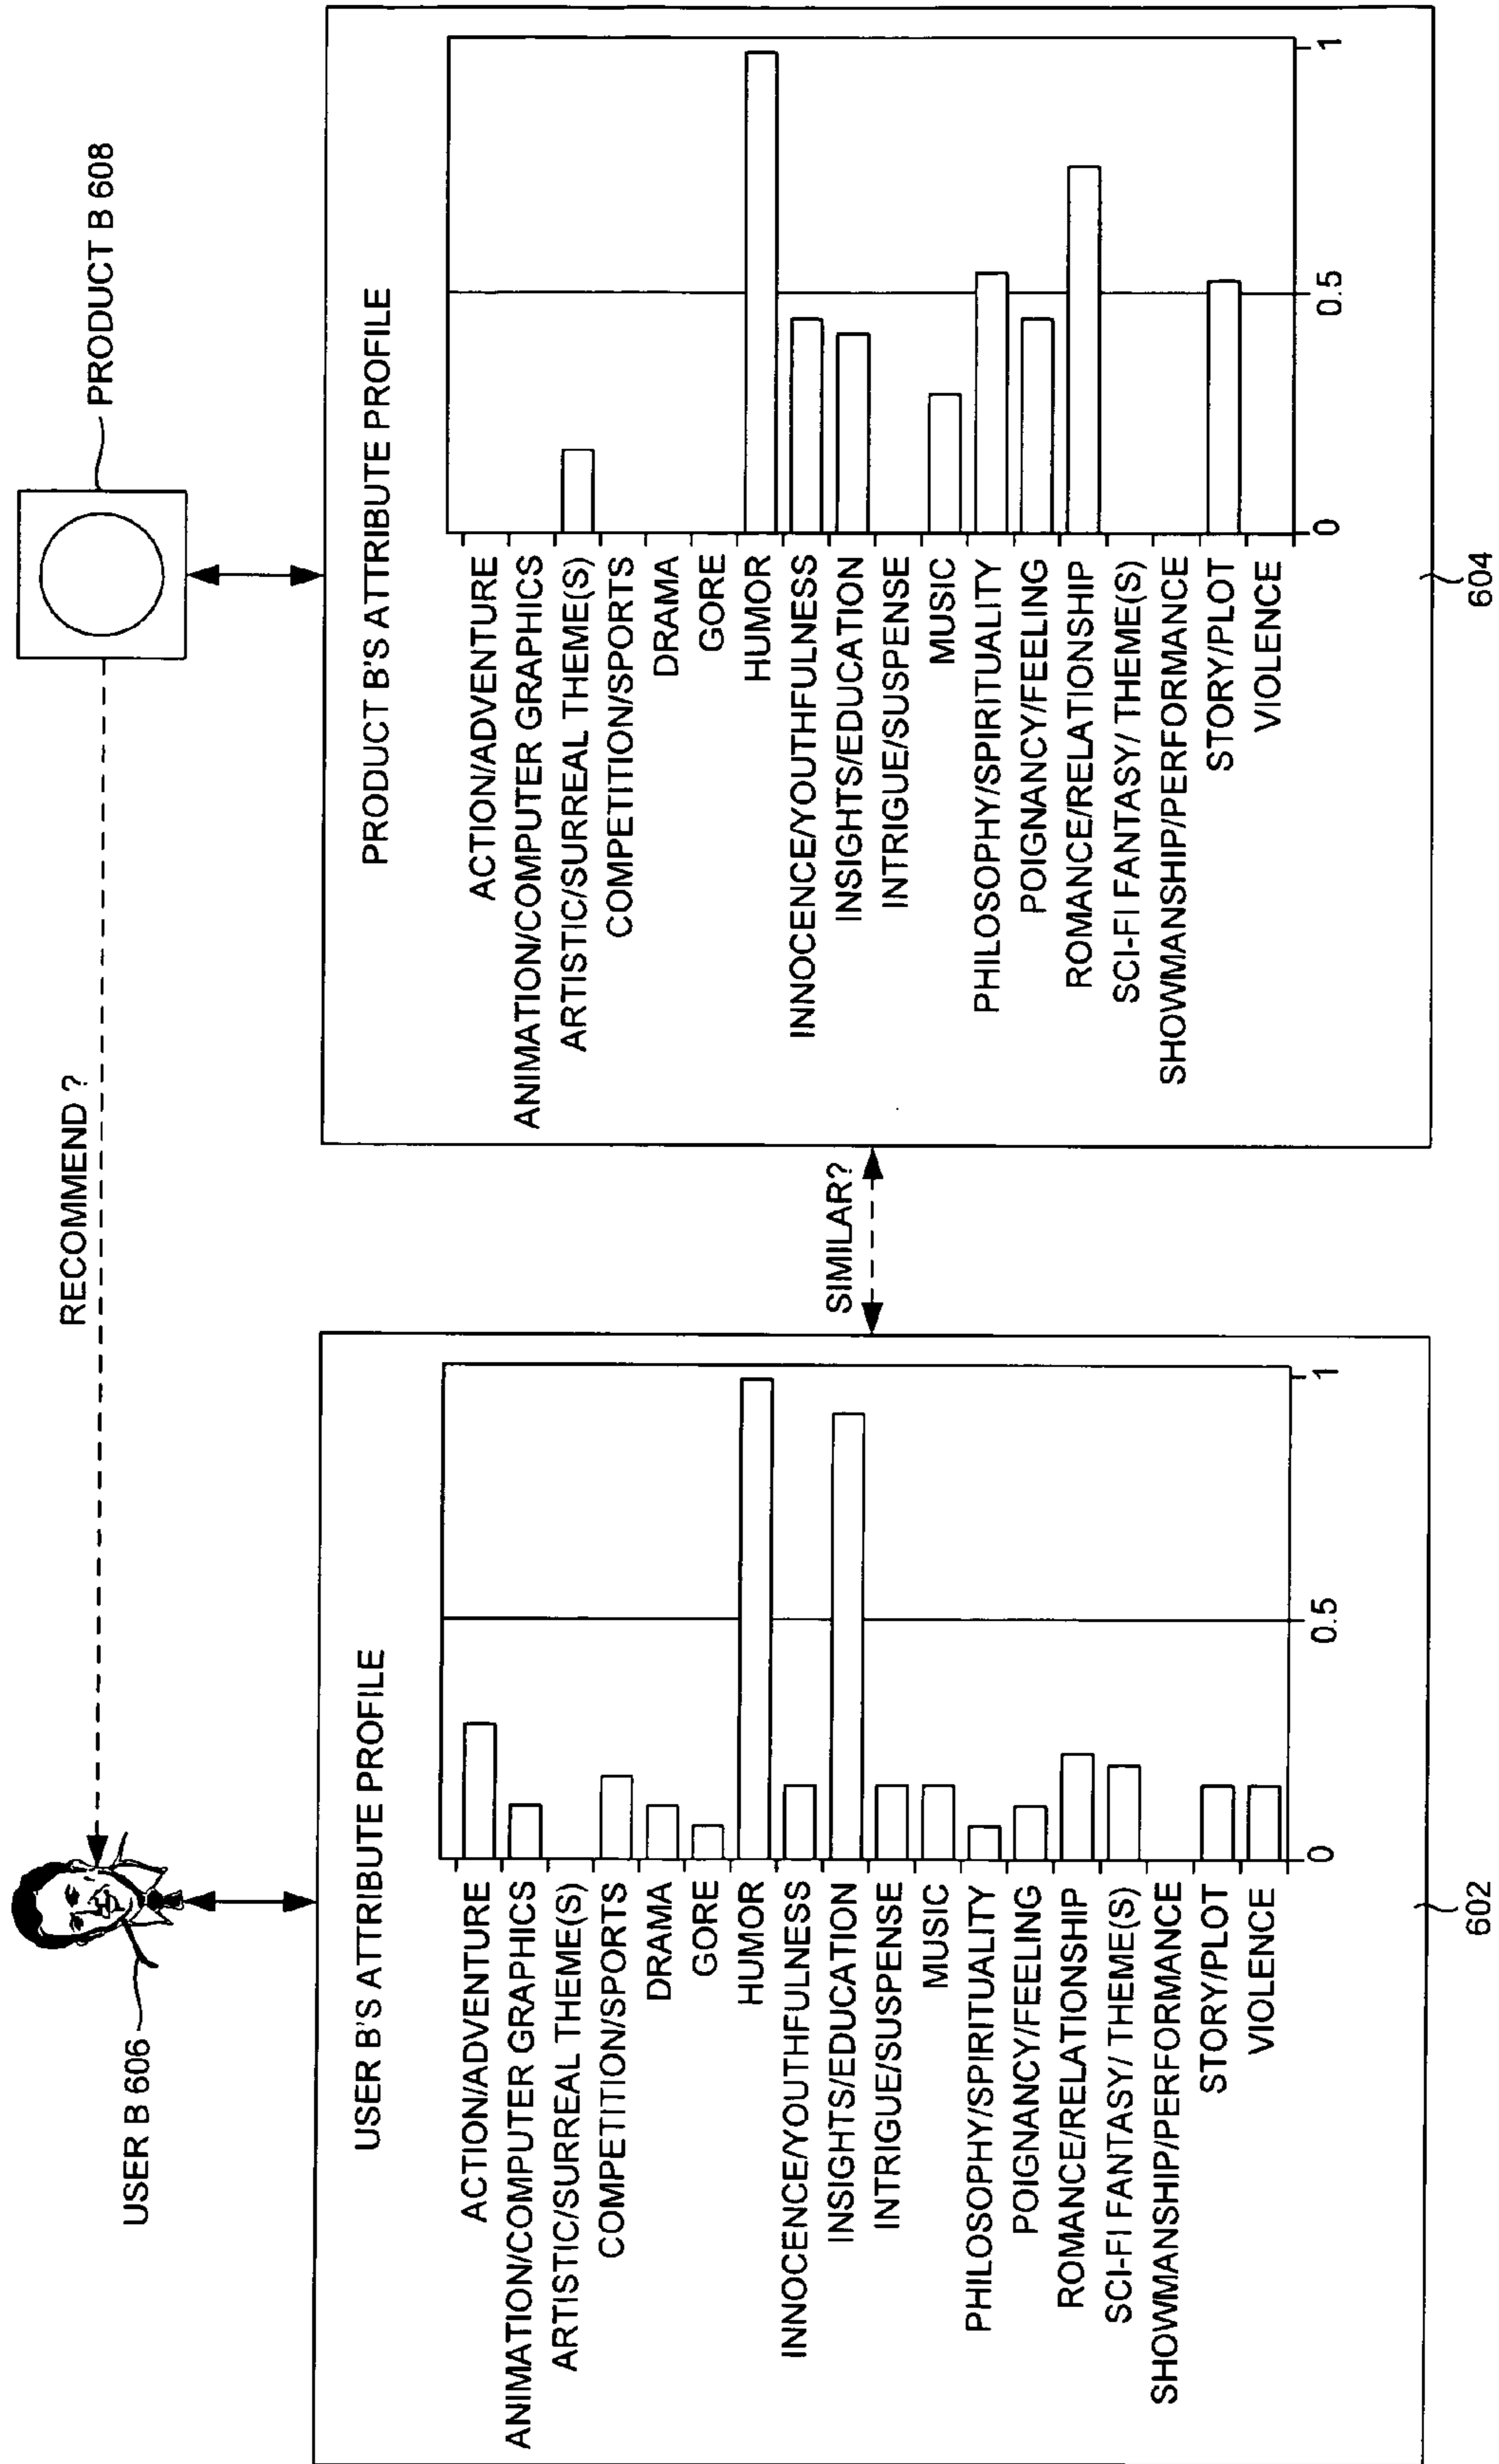 RECOMMEND ?
USER B 606
PRODUCT B 608
USER B'S ATTRIBUTE PROFILE
ACTION/ADVENTURE
ANIMATION/COMPUTER GRAPHICS
ARTISTIC/SURREAL THEME(S)
COMPETITION/SPORTS
DRAMA
GORE
HUMOR
INNOCENCE/YOUTHFULNESS
INSIGHTS/EDUCATION
INTRIGUE/SUSPENSE
MUSIC
PHILOSOPHY/SPIRITUALITY
POIGNANCY/FEELING
ROMANCE/RELATIONSHIP
SCI-FI FANTASY/ THEME(S)
SHOWMANSHIP/PERFORMANCE
STORY/PLOT
VIOLENCE
0 0.5 1
602
SIMILAR?
PRODUCT B'S ATTRIBUTE PROFILE
ACTION/ADVENTURE
ANIMATION/COMPUTER GRAPHICS
ARTISTIC/SURREAL THEME(S)
COMPETITION/SPORTS
DRAMA
GORE
HUMOR
INNOCENCE/YOUTHFULNESS
INSIGHTS/EDUCATION
INTRIGUE/SUSPENSE
MUSIC
PHILOSOPHY/SPIRITUALITY
POIGNANCY/FEELING
ROMANCE/RELATIONSHIP
SCI-FI FANTASY/ THEME(S)
SHOWMANSHIP/PERFORMANCE
STORY/PLOT
VIOLENCE
0 0.5 1
604